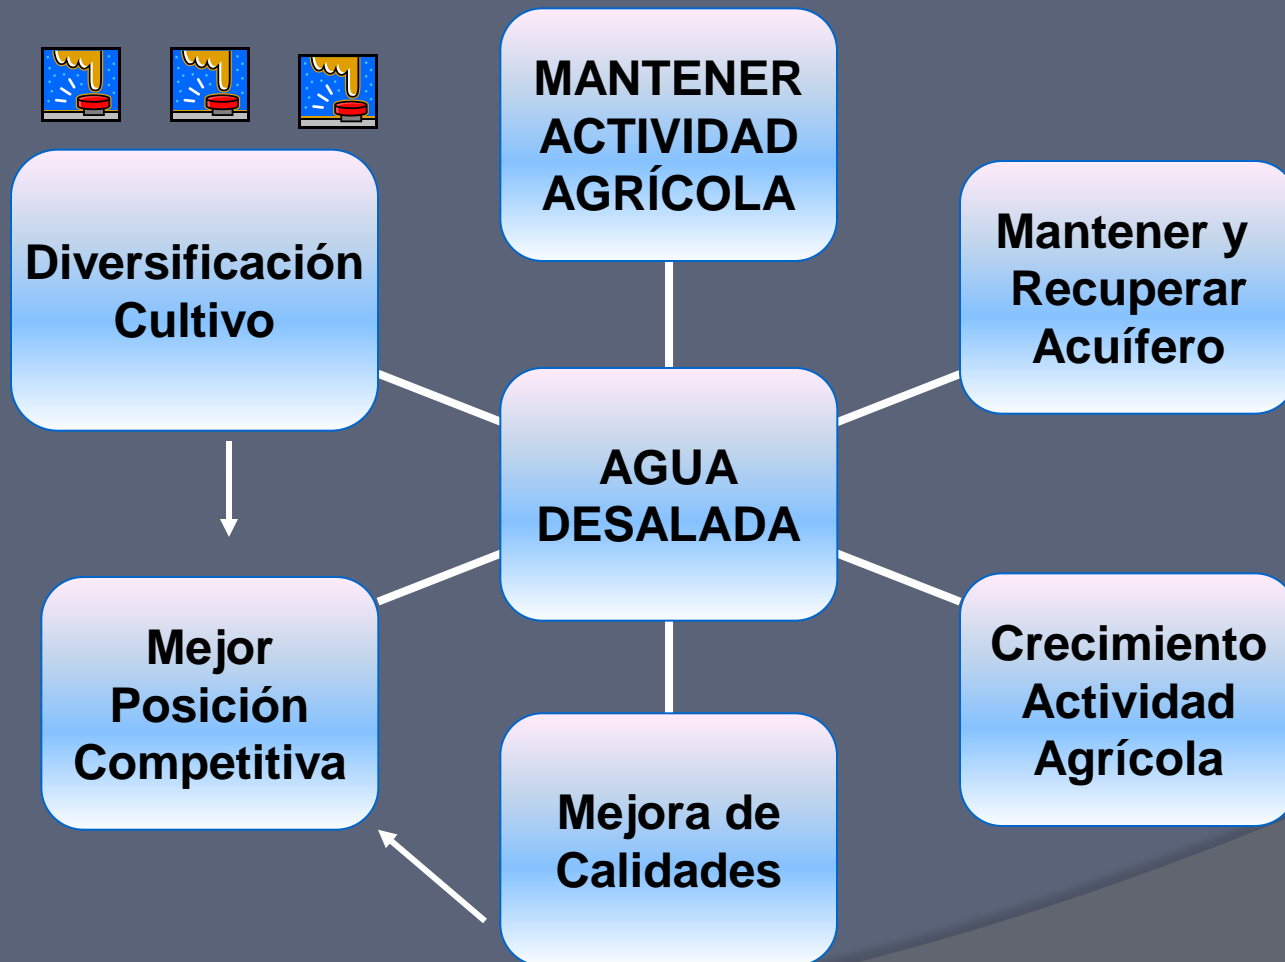 MANTENER
ACTIVIDAD
AGRÍCOLA
Diversificación
Cultivo
Mantener y
Recuperar
Acuífero
AGUA
DESALADA
Mejor
Posición
Competitiva
Crecimiento
Actividad
Agrícola
Mejora de
Calidades